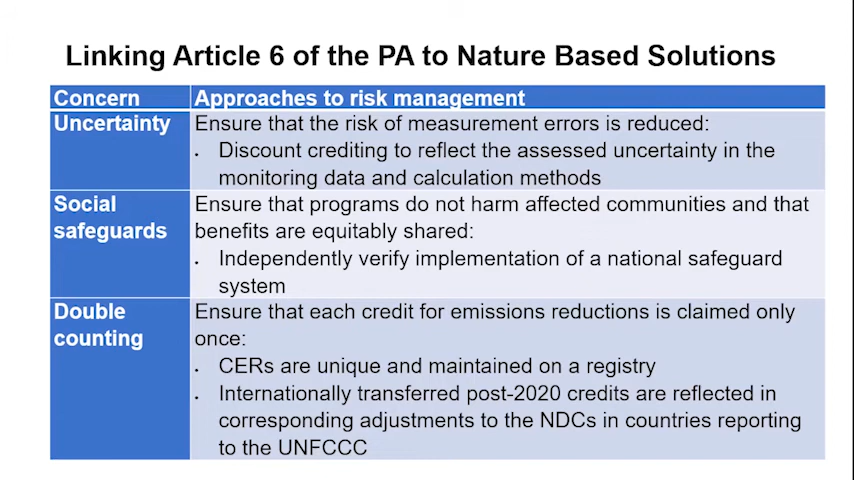 Linking Article 6 of the PA to Nature Based Solutions
Concern
Approaches to risk management
Uncertainty
Ensure that the risk of measurement errors is reduced:
• Discount crediting to reflect the assessed uncertainty in the
monitoring data and calculation methods
Social
safeguards
Ensure that programs do not harm affected communities and that
benefits are equitably shared:
• Independently verify implementation of a national safeguard
system
Double
counting
Ensure that each credit for emissions reductions is claimed only
once:
• CERs are unique and maintained on a registry
• Internationally transferred post-2020 credits are reflected in
corresponding adjustments to the NDCs in countries reporting
to the UNFCCC